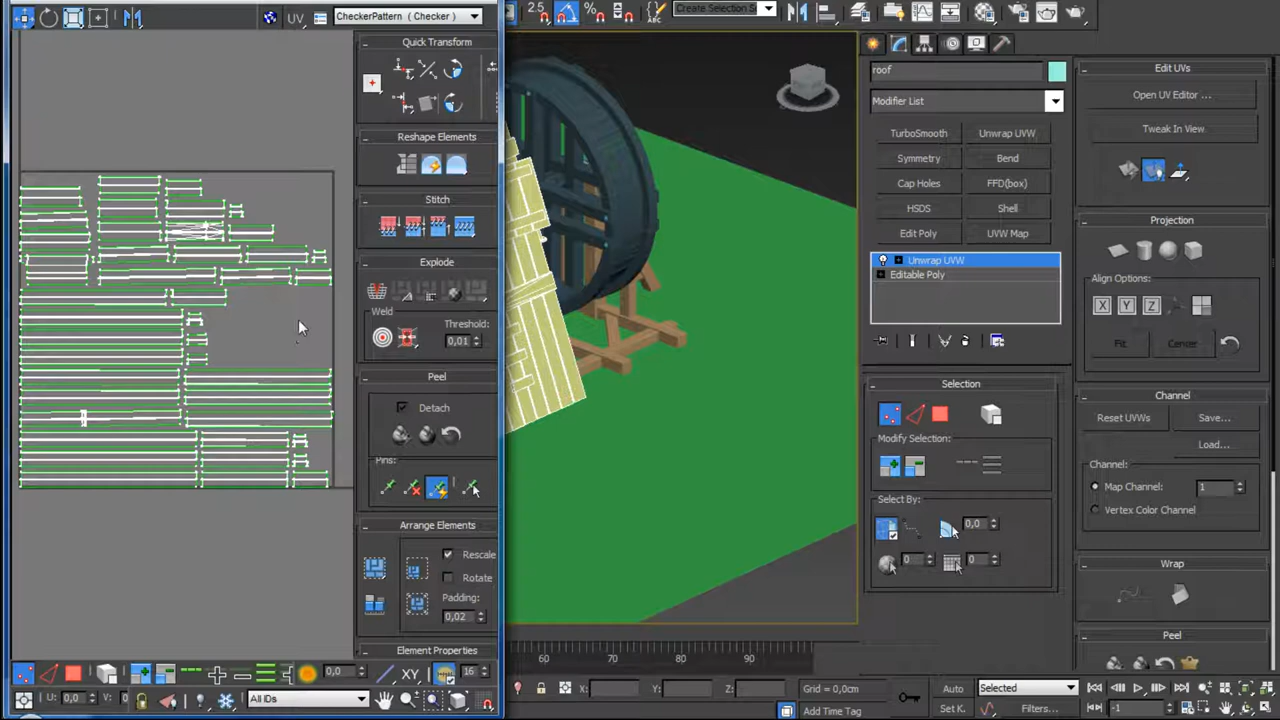 UV
CheckerPattern ( Checker )
Quick Transform
Reshape Elements
Stitch
Explode
Weld
Threshold:
0,01
Peel
Detach
Pins:
Arrange Elements
Rescale
Rotate
Padding:
0,02
Element Properties
0,0
XY
16
U: 0,0
V:
All IDs
2.5
%
Create Selection S
60
70
80
90
X:
Y:
Z:
Grid = 0,0cm
Add Time Tag
Auto
Selected
Set K.
Filters...
-1
roof
Modifier List
TurboSmooth
Unwrap UVW
Symmetry
Bend
Cap Holes
FFD(box)
HSDS
Shell
Edit Poly
UVW Map
Unwrap UVW
Editable Poly
Selection
Modify Selection:
Select By:
0,0
0
0
Edit UVs
Open UV Editor ...
Tweak In View
Projection
Align Options:
X
Y
Z
Fit
Center
Channel
Reset UVWs
Save...
Load...
Channel:
Map Channel:
1
Vertex Color Channel
Wrap
Peel